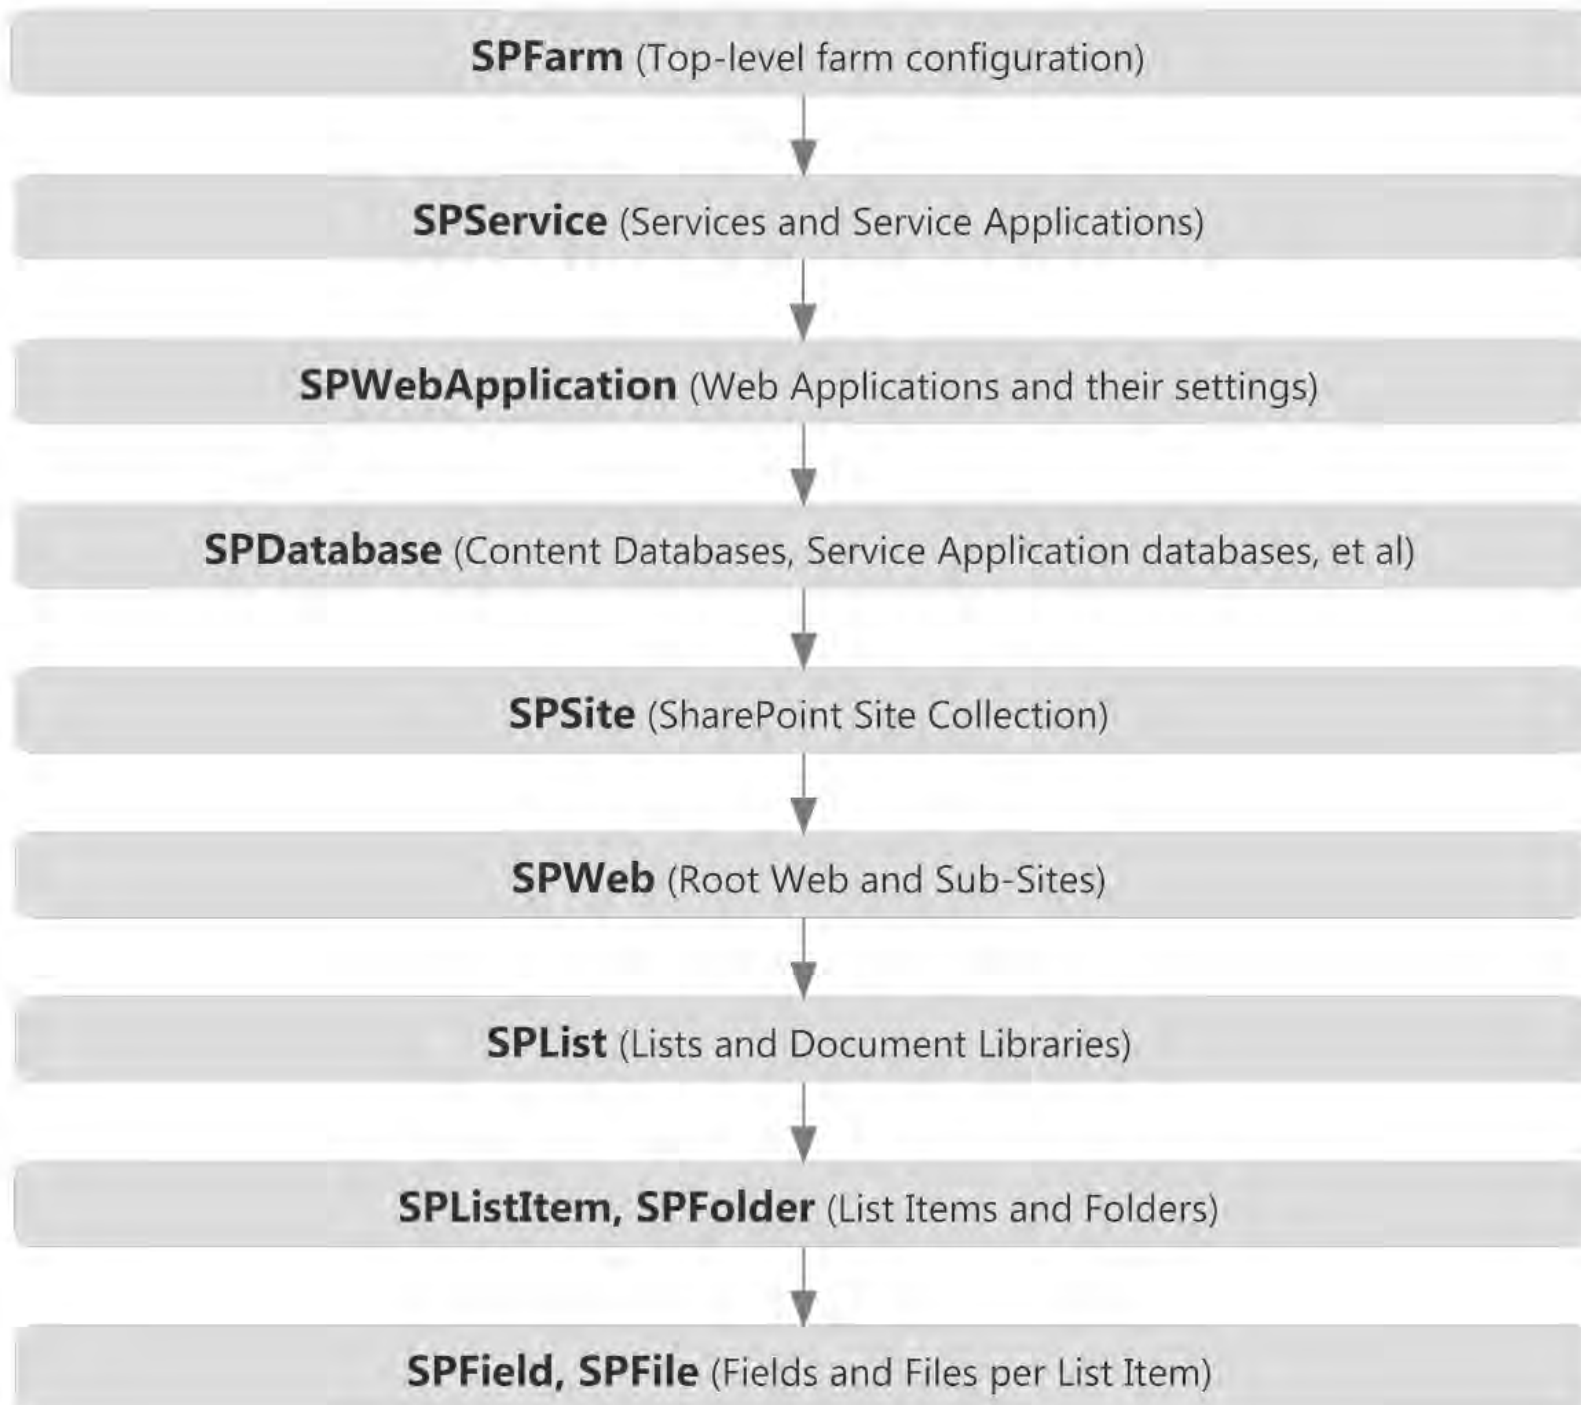 SPFarm (Top-level farm configuration)
SPService (Services and Service Applications)
SPWebApplication (Web Applications and their settings)
SPDatabase (Content Databases, Service Application databases, et al)
SPSite (SharePoint Site Collection)
SPWeb (Root Web and Sub-Sites)
SPList (Lists and Document Libraries)
SPListItem, SPFolder (List Items and Folders)
SPField, SPFile (Fields and Files per List Item)